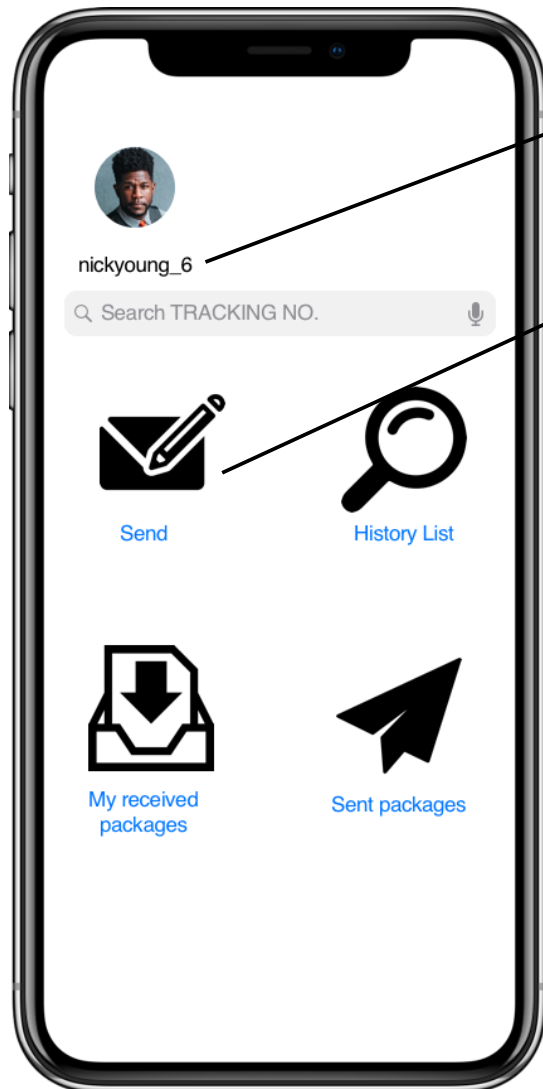 nickyoung_6
Search TRACKING NO.
Send
History List
My received
packages
Sent packages